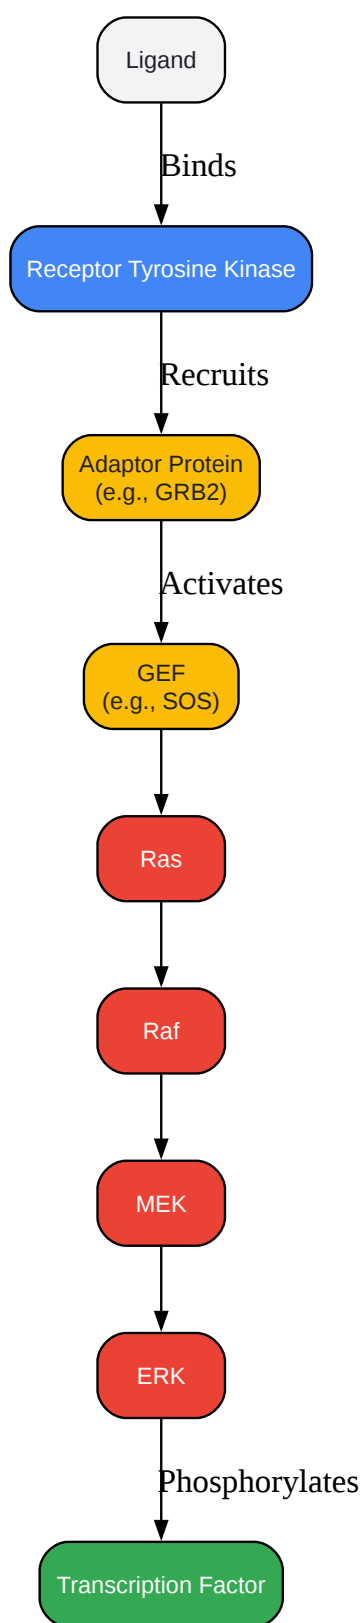 Ligand
Binds
Receptor Tyrosine Kinase
Recruits
Adaptor Protein
(e.g., GRB2)
Activates
GEF
(e.g., SOS)
Ras
Raf
MEK
ERK
Phosphorylates
Transcription Factor